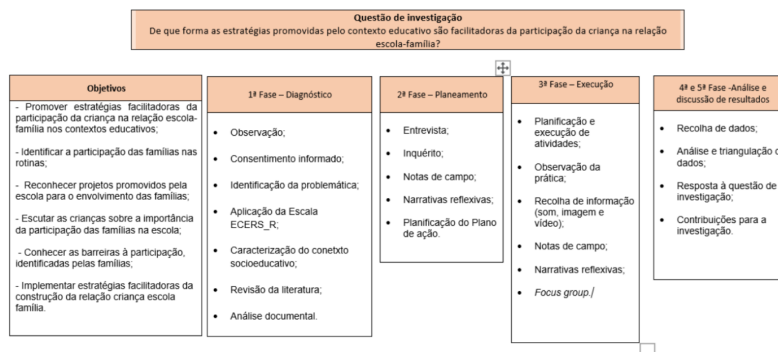 Questão de investigação
De que forma as estratégias promovidas pelo contexto educativo são facilitadoras da participação da criança na relação
escola-família?
Objetivos
- Promover estratégias facilitadoras da
participação da criança na relação escola-
família nos contextos educativos;
- Identificar a participação das famílias nas
rotinas;
- Reconhecer projetos promovidos pela
escola para o envolvimento das famílias;
- Escutar as crianças sobre a importância
da participação das famílias na escola;
- Conhecer as barreiras à participação,
identificadas pelas famílias;
- Implementar estratégias facilitadoras da
construção da relação criança escola
família.
1ª Fase – Diagnóstico
• Observação;
• Consentimento informado;
• Identificação da problemática;
• Aplicação da Escala
ECERS_R;
• Caracterização do conetxto
socioeducativo;
• Revisão da literatura;
• Análise documental.
2ª Fase – Planeamento
• Entrevista;
• Inquérito;
• Notas de campo;
• Narrativas reflexivas;
• Planificação do Plano
de ação.
3ª Fase – Execução
• Planificação e
execução de
atividades;
• Observação da
prática;
• Recolha de informação
(som, imagem e
vídeo);
• Notas de campo;
• Narrativas reflexivas;
• Focus group./
4ª e 5ª Fase -Análise e
discussão de resultados
• Recolha de dados;
• Análise e triangulação d
dados;
• Resposta à questão de
investigação;
• Contribuições para a
investigação.